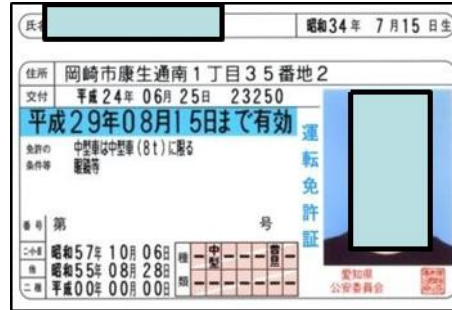 氏名
昭和34年 7月15日生
住所 岡崎市康生通南1丁目35番地2
交付 平成24年06月25日 23250
平成29年08月15日まで有効
免許の
条件等
中型車は中型車(8t)に限る
眼鏡等
運転免許証
番号 第 号
二・小・原 昭和57年10月06日
他 昭和55年08月28日
二種 平成00年00月00日
種類 - 中型 - - - 普自二 -
- - - - - - -
愛知県
公安委員会